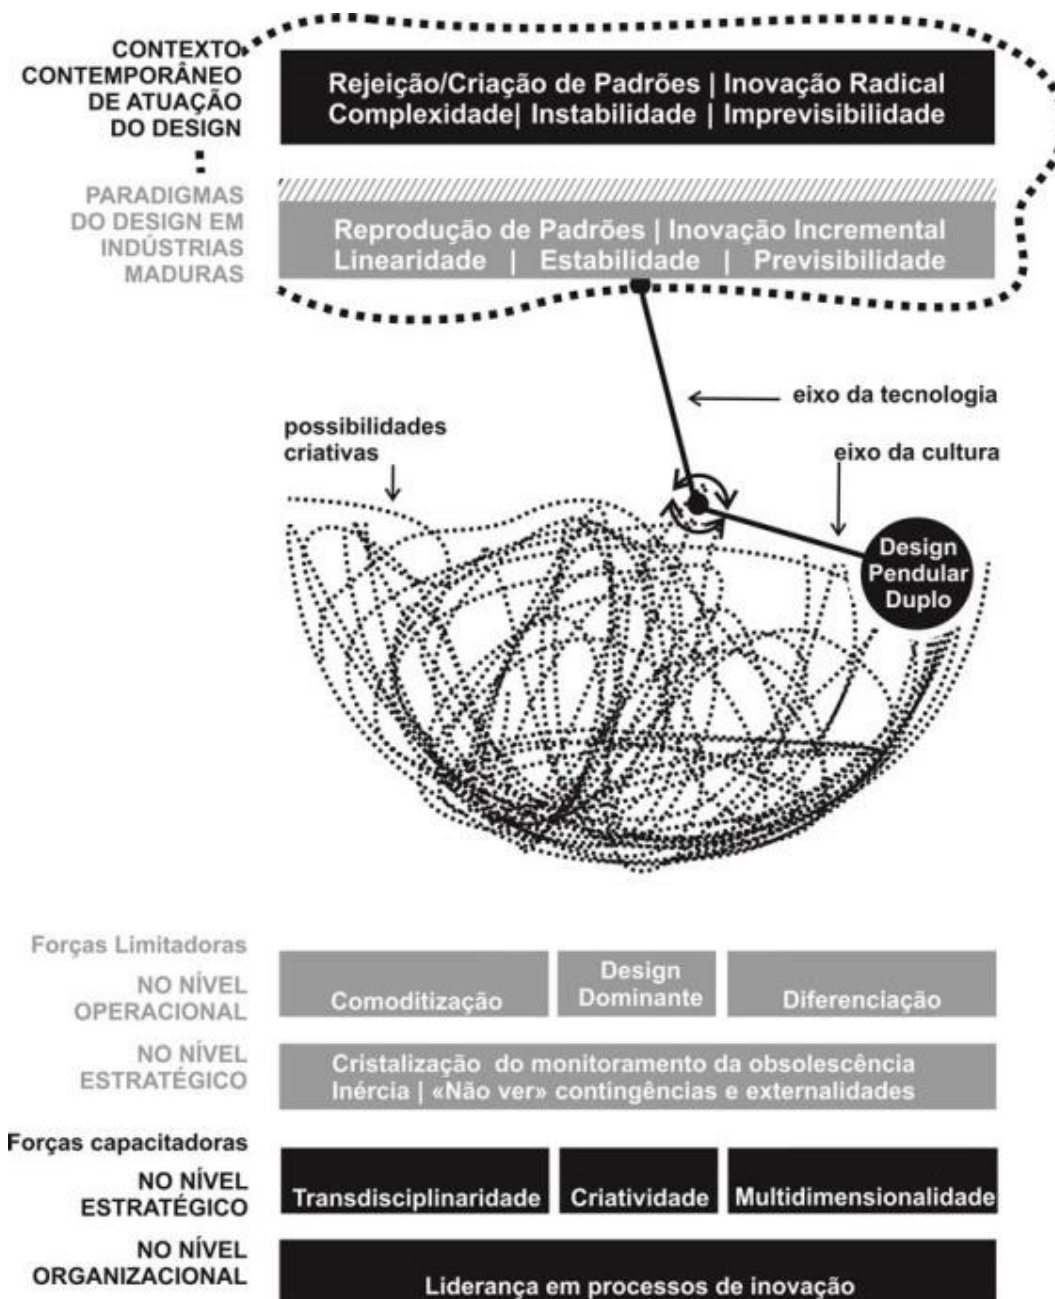 CONTEXTO
CONTEMPORÂNEO
DE ATUAÇÃO
DO DESIGN
Rejeição/Criação de Padrões | Inovação Radical
Complexidade| Instabilidade | Imprevisibilidade
PARADIGMAS
DO DESIGN EM
INDÚSTRIAS
MADURAS
Reprodução de Padrões | Inovação Incremental
Linearidade | Estabilidade | Previsibilidade
eixo da tecnologia
possibilidades
criativas
eixo da cultura
Design
Pendular
Duplo
Forças Limitadoras
NO NÍVEL
OPERACIONAL
Comoditização
Design
Dominante
Diferenciação
NO NÍVEL
ESTRATÉGICO
Cristalização do monitoramento da obsolescência
Inércia | «Não ver» contingências e externalidades
Forças capacitadoras
NO NÍVEL
ESTRATÉGICO
Transdisciplinaridade
Criatividade
Multidimensionalidade
NO NÍVEL
ORGANIZACIONAL
Liderança em processos de inovação